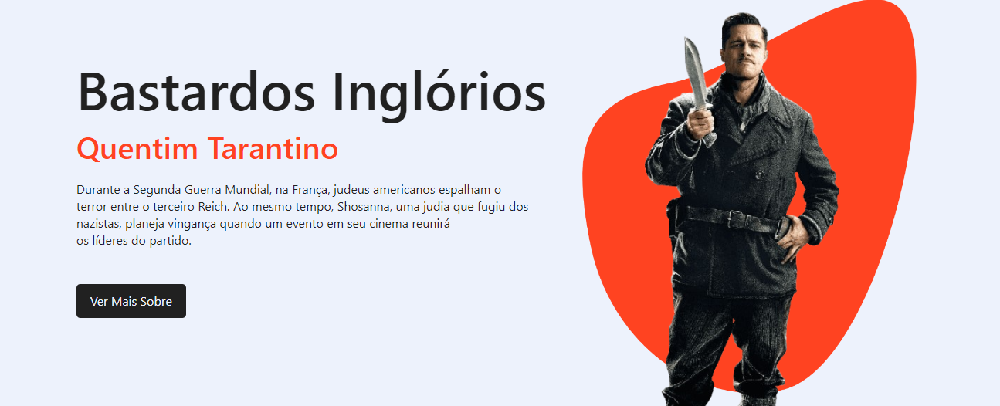 Bastardos Inglórios
Quentim Tarantino
Durante a Segunda Guerra Mundial, na França, judeus americanos espalham o
terror entre o terceiro Reich. Ao mesmo tempo, Shosanna, uma judia que fugiu dos
nazistas, planeja vingança quando um evento em seu cinema reunirá
os líderes do partido.
Ver Mais Sobre